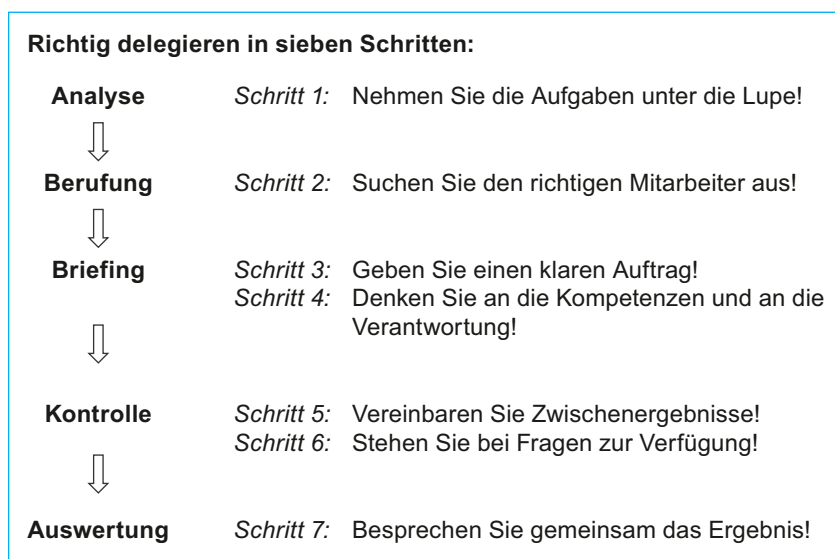 Richtig delegieren in sieben Schritten:
Analyse Schritt 1: Nehmen Sie die Aufgaben unter die Lupe!
Berufung Schritt 2: Suchen Sie den richtigen Mitarbeiter aus!
Briefing Schritt 3: Geben Sie einen klaren Auftrag!
Schritt 4: Denken Sie an die Kompetenzen und an die
Verantwortung!
Kontrolle Schritt 5: Vereinbaren Sie Zwischenergebnisse!
Schritt 6: Stehen Sie bei Fragen zur Verfügung!
Auswertung Schritt 7: Besprechen Sie gemeinsam das Ergebnis!